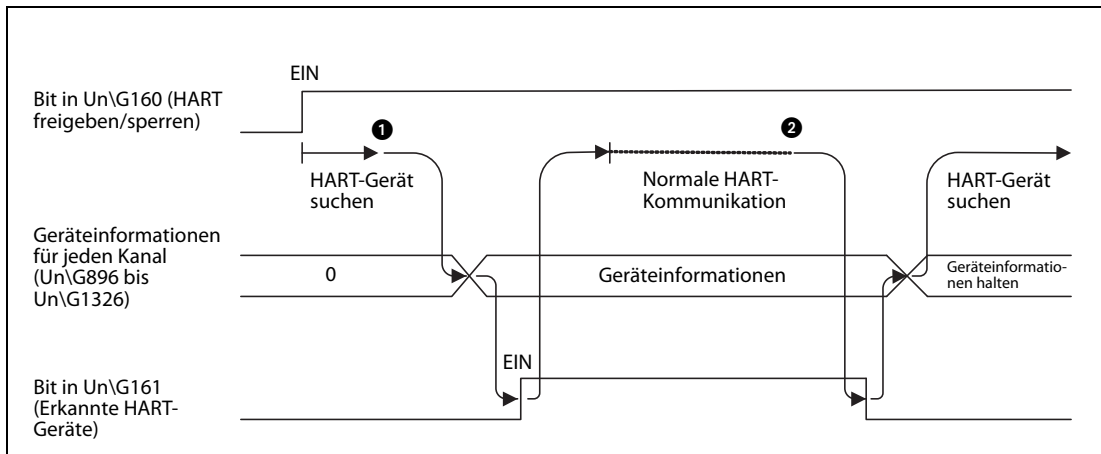 EIN
Bit in Un\G160 (HART
freigeben/sperren)
1
2
HART-Gerät
suchen
Normale HART-
Kommunikation
HART-Gerät
suchen
Geräteinformationen
für jeden Kanal
(Un\G896 bis
Un\G1326)
0
Geräteinformationen
Geräteinformatio-
nen halten
EIN
Bit in Un\G161
(Erkannte HART-
Geräte)